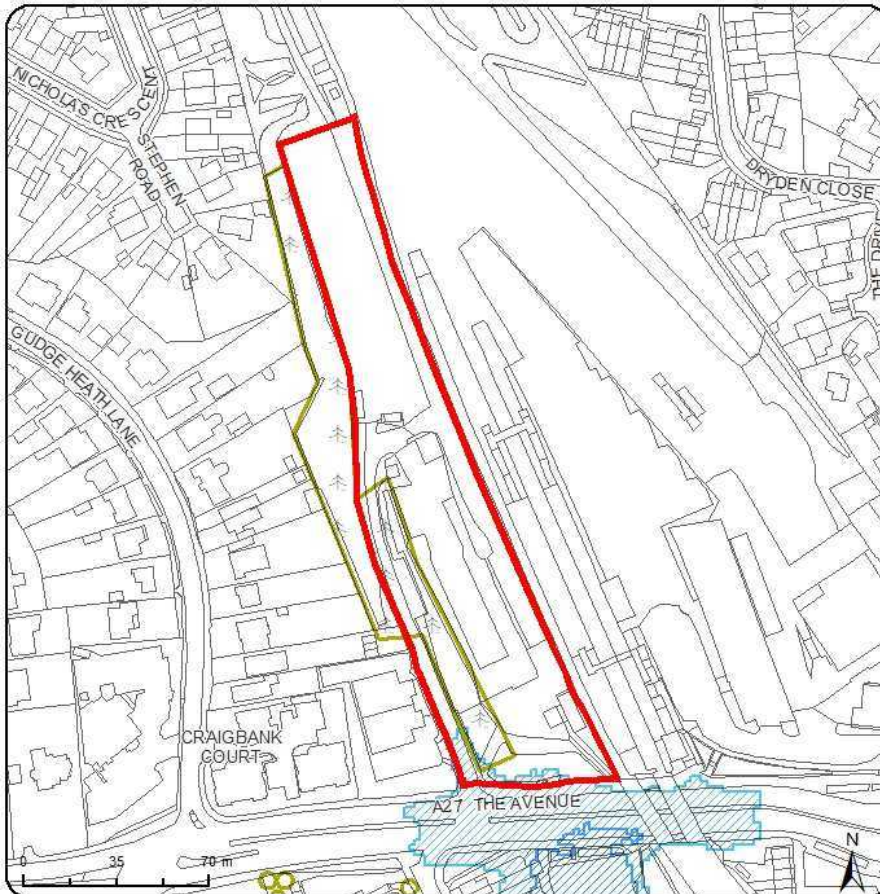 NICHOLAS CRESCENT
STEPHEN
ROAD
DRYDEN CLOSE
GUDGE HEATH LANE
CRAIGBANK
COURT
A27 THE AVENUE
0 35 70 m
N